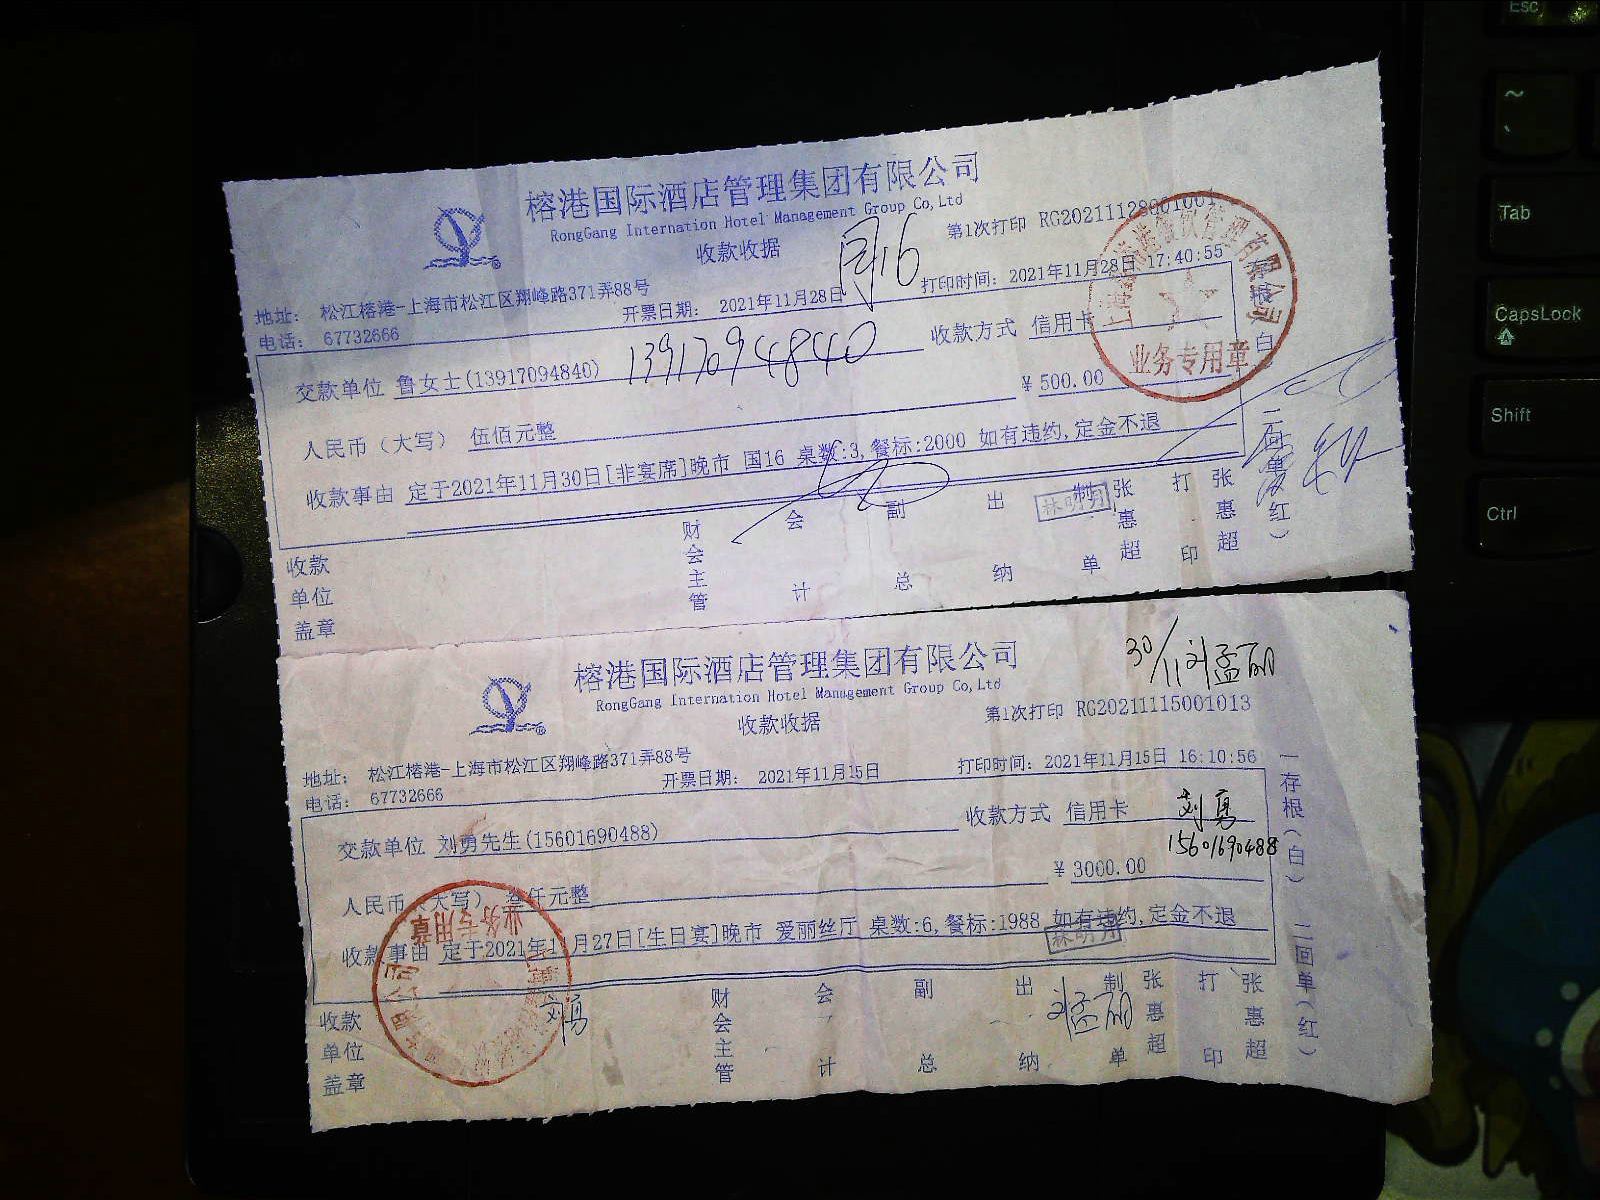 榕港国际酒店管理集团有限公司
RongGang Internation Hotel Management Group Co,Ltd
收款收据
国16
第1次打印 RG20211128001001
地址: 松江榕港-上海市松江区翔峰路371弄88号
开票日期: 2021年11月28日
打印时间: 2021年11月28日 17:40:55
电话: 67732666
交款单位 鲁女士(13917094840)
13917094840
收款方式 信用卡
人民币(大写) 伍佰元整
¥ 500.00
收款事由 定于2021年11月30日[非宴席]晚市 国16 桌数:3,餐标:2000 如有违约,定金不退
业务专用章
收款单位盖章
财会主管
会计
副总
出纳
制单
林明月
张惠超
打印
张惠超
二回单(红)
榕港国际酒店管理集团有限公司
RongGang Internation Hotel Management Group Co,Ltd
收款收据
30/11 刘孟丽
第1次打印 RG20211115001013
地址: 松江榕港-上海市松江区翔峰路371弄88号
开票日期: 2021年11月15日
打印时间: 2021年11月15日 16:10:56
电话: 67732666
交款单位 刘勇先生(15601690488)
收款方式 信用卡
刘勇
15601690488
人民币(大写) 叁仟元整
¥ 3000.00
收款事由 定于2021年11月27日[生日宴]晚市 爱丽丝厅 桌数:6,餐标:1988 如有违约,定金不退
业务专用章
林明月
收款单位盖章
刘勇
财会主管
会计
副总
出纳
制单
刘孟丽
张惠超
打印
张惠超
一存根(白) 二回单(红)
Esc
~
Tab
CapsLock
Shift
Ctrl